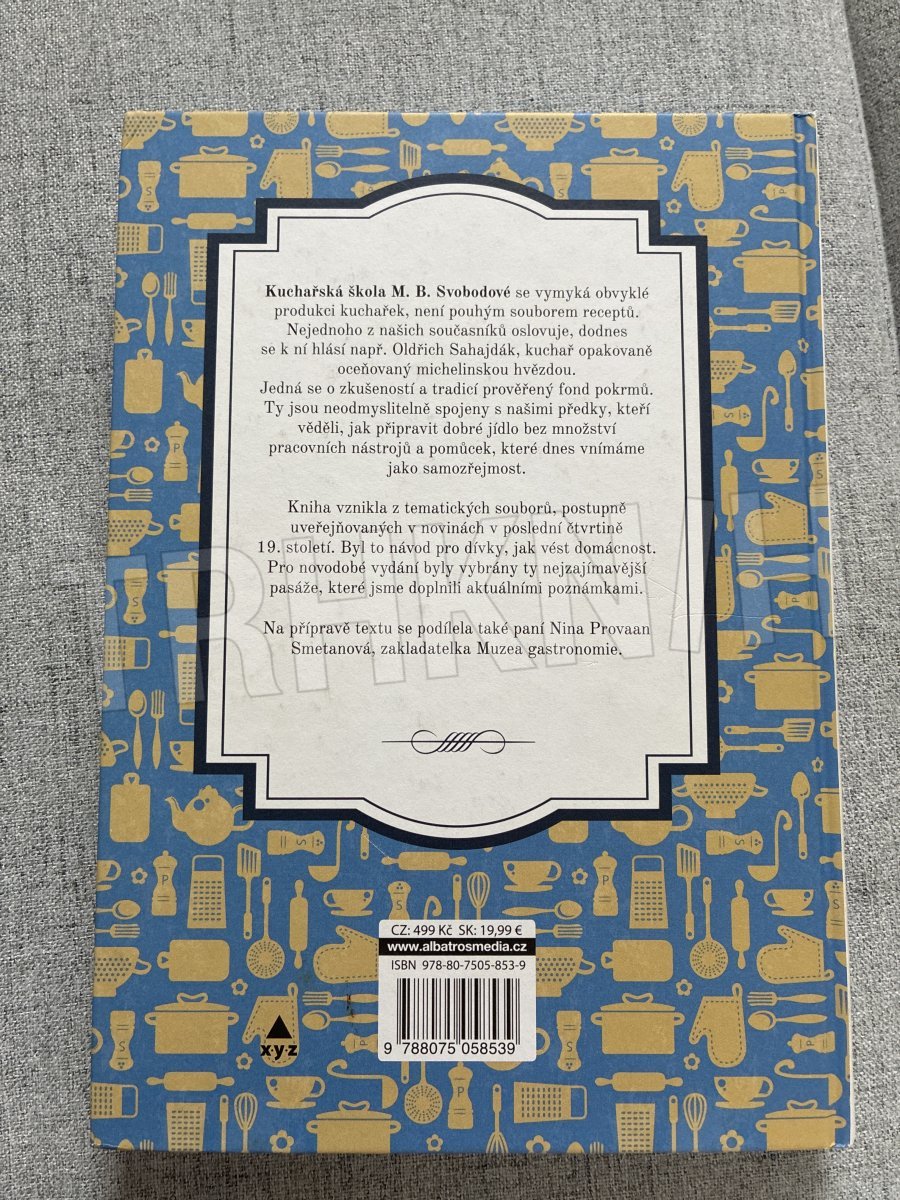 Kuchařská škola M. B. Svobodové se vymyká obvyklé
produkci kuchařek, není pouhým souborem receptů.
Nejednoho z našich současníků oslovuje, dodnes
se k ní hlásí např. Oldřich Sahajdák, kuchař opakovaně
oceňovaný michelinskou hvězdou.
Jedná se o zkušeností a tradicí prověřený fond pokrmů.
Ty jsou neodmyslitelně spojeny s našimi předky, kteří
věděli, jak připravit dobré jídlo bez množství
pracovních nástrojů a pomůcek, které dnes vnímáme
jako samozřejmost.
Kniha vznikla z tematických souborů, postupně
uveřejňovaných v novinách v poslední čtvrtině
19. století. Byl to návod pro dívky, jak vést domácnost.
Pro novodobé vydání byly vybrány ty nejzajímavější
pasáže, které jsme doplnili aktuálními poznámkami.
Na přípravě textu se podílela také paní Nina Provaan
Smetanová, zakladatelka Muzea gastronomie.
CZ: 499 Kč SK: 19,99 €
www.albatrosmedia.cz
ISBN 978-80-7505-853-9
9 788075 058539
x·y·z